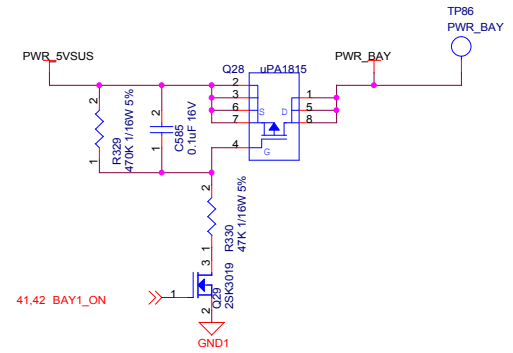 TP86
PWR_BAY
PWR_5VSUS
PWR_BAY
Q28 uPA1815
2
3
6
7
4
S
D
G
1
5
8
2
1
R329
470K 1/16W 5%
2
1
C585
0.1uF 16V
2
1
R330
47K 1/16W 5%
3
1
2
Q29
2SK3019
41,42 BAY1_ON
GND1